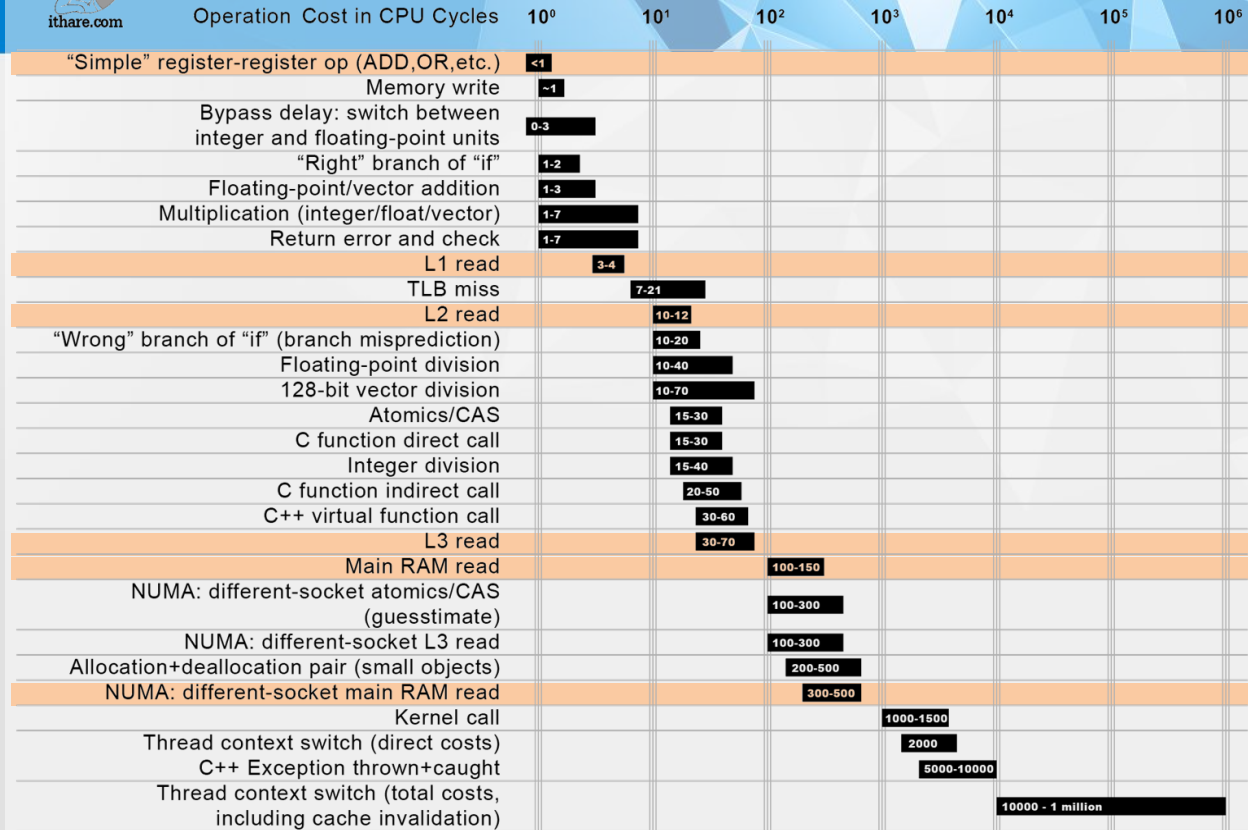 ithare.com
Operation Cost in CPU Cycles 10⁰ 10¹ 10² 10³ 10⁴ 10⁵ 10⁶
“Simple” register-register op (ADD,OR,etc.) <1
Memory write ~1
Bypass delay: switch between
integer and floating-point units 0-3
“Right” branch of “if” 1-2
Floating-point/vector addition 1-3
Multiplication (integer/float/vector) 1-7
Return error and check 1-7
L1 read 3-4
TLB miss 7-21
L2 read 10-12
“Wrong” branch of “if” (branch misprediction) 10-20
Floating-point division 10-40
128-bit vector division 10-70
Atomics/CAS 15-30
C function direct call 15-30
Integer division 15-40
C function indirect call 20-50
C++ virtual function call 30-60
L3 read 30-70
Main RAM read 100-150
NUMA: different-socket atomics/CAS
(guesstimate) 100-300
NUMA: different-socket L3 read 100-300
Allocation+deallocation pair (small objects) 200-500
NUMA: different-socket main RAM read 300-500
Kernel call 1000-1500
Thread context switch (direct costs) 2000
C++ Exception thrown+caught 5000-10000
Thread context switch (total costs,
including cache invalidation) 10000 - 1 million